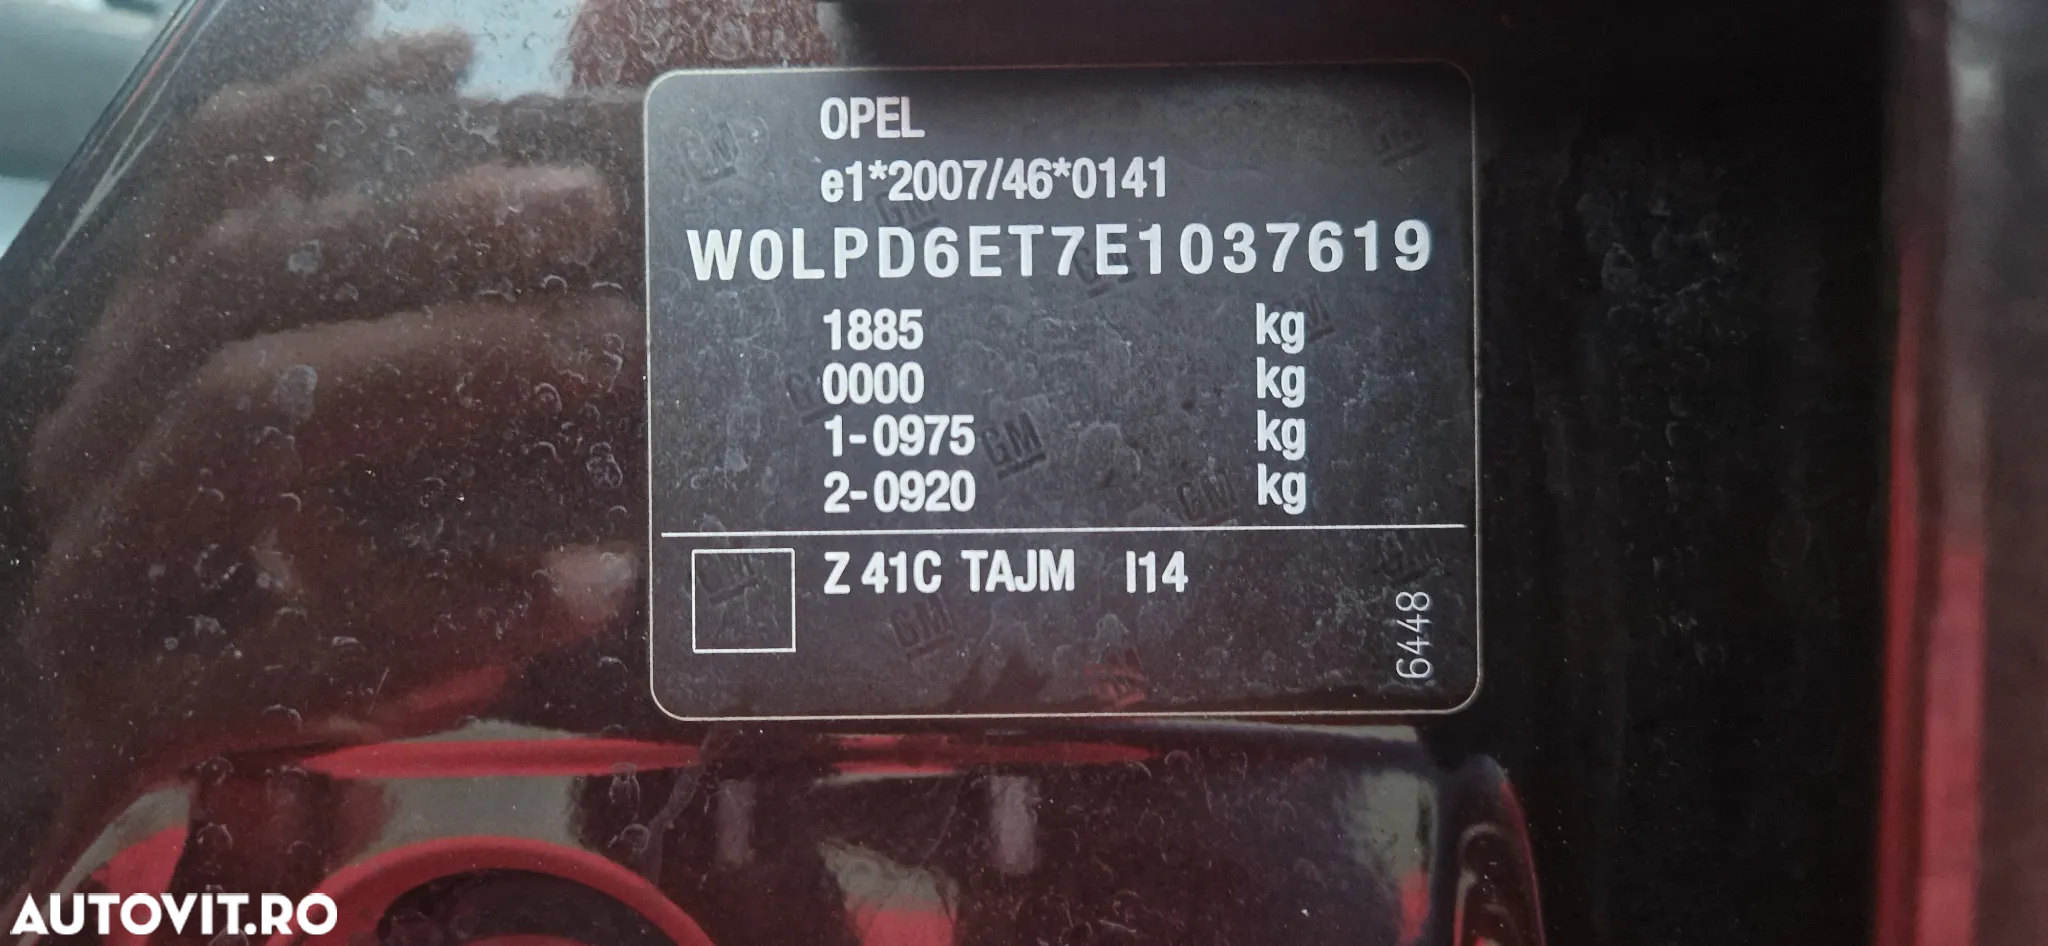 OPEL
e1*2007/46*0141
W0LPD6ET7E1037619
1885 kg
0000 kg
1-0975 kg
2-0920 kg
Z 41C TAJM I14
6448
AUTOVIT.RO